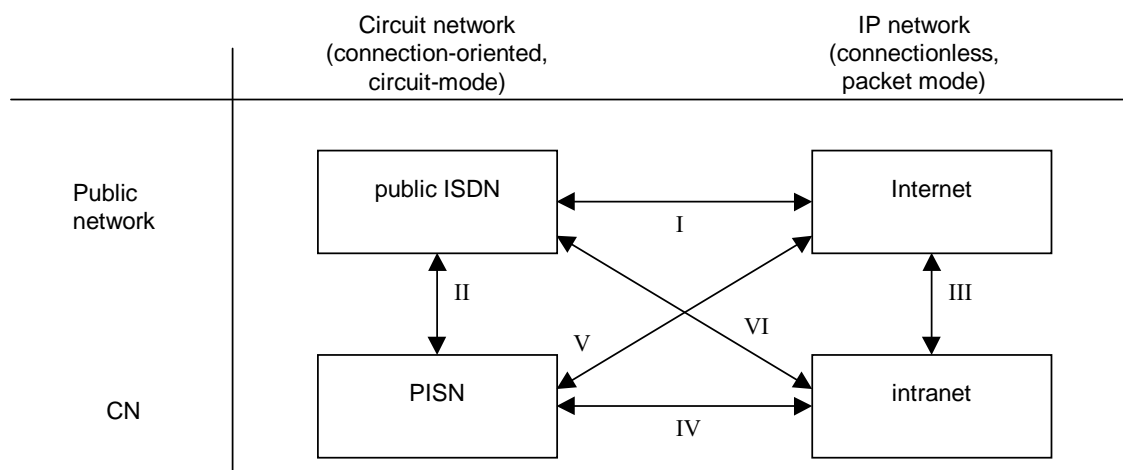 Circuit network
(connection-oriented,
circuit-mode)
IP network
(connectionless,
packet mode)
Public
network
public ISDN
Internet
I
II
III
V
VI
CN
PISN
intranet
IV